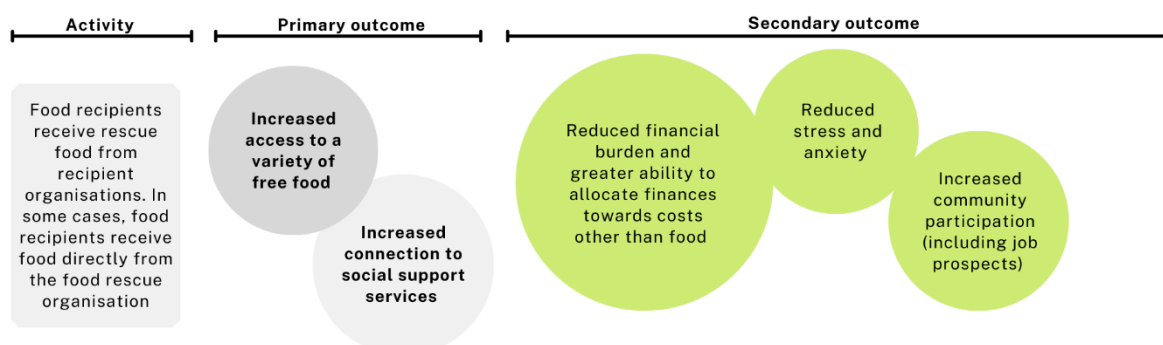 Activity
Primary outcome
Secondary outcome
Food recipients
receive rescue
food from
recipient
organisations. In
some cases, food
recipients receive
food directly from
the food rescue
organisation
Increased
access to a
variety of
free food
Increased
connection to
social support
services
Reduced financial
burden and
greater ability to
allocate finances
towards costs
other than food
Reduced
stress and
anxiety
Increased
community
participation
(including job
prospects)